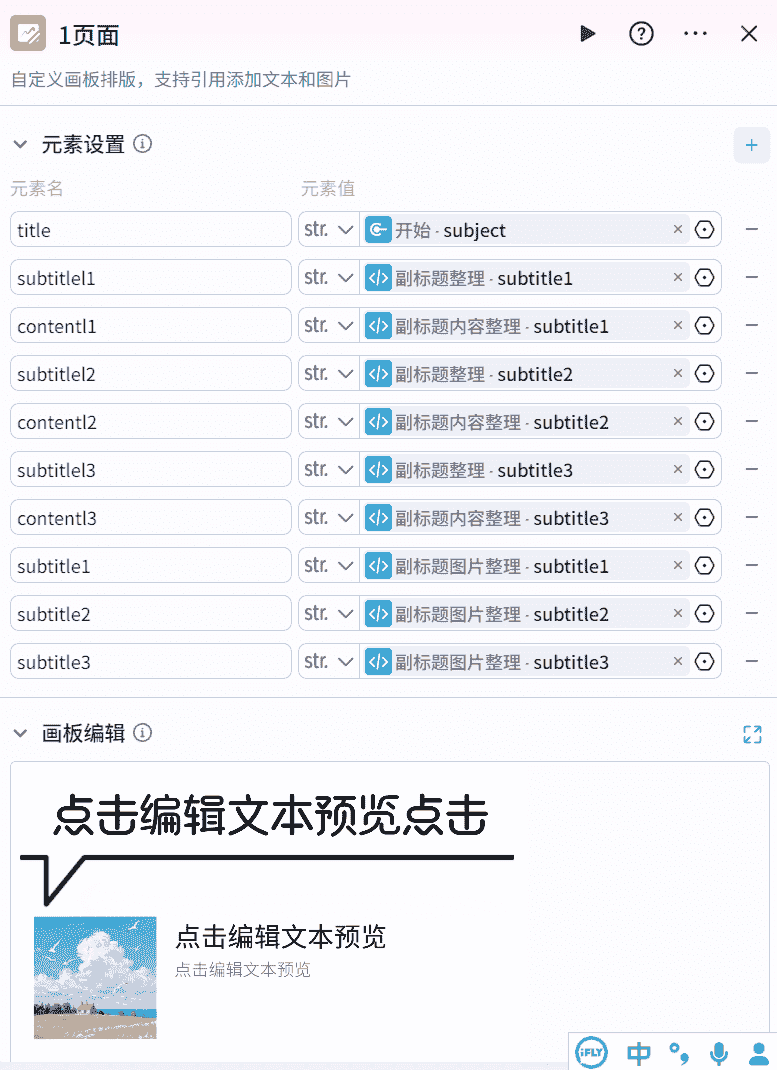 1页面
自定义画板排版，支持引用添加文本和图片
元素设置
元素名 元素值
title str. 开始 · subject
subtitlel1 str. 副标题整理 · subtitle1
contentl1 str. 副标题内容整理 · subtitle1
subtitlel2 str. 副标题整理 · subtitle2
contentl2 str. 副标题内容整理 · subtitle2
subtitlel3 str. 副标题整理 · subtitle3
contentl3 str. 副标题内容整理 · subtitle3
subtitle1 str. 副标题图片整理 · subtitle1
subtitle2 str. 副标题图片整理 · subtitle2
subtitle3 str. 副标题图片整理 · subtitle3
画板编辑
点击编辑文本预览点击
点击编辑文本预览
点击编辑文本预览
iFLY 中